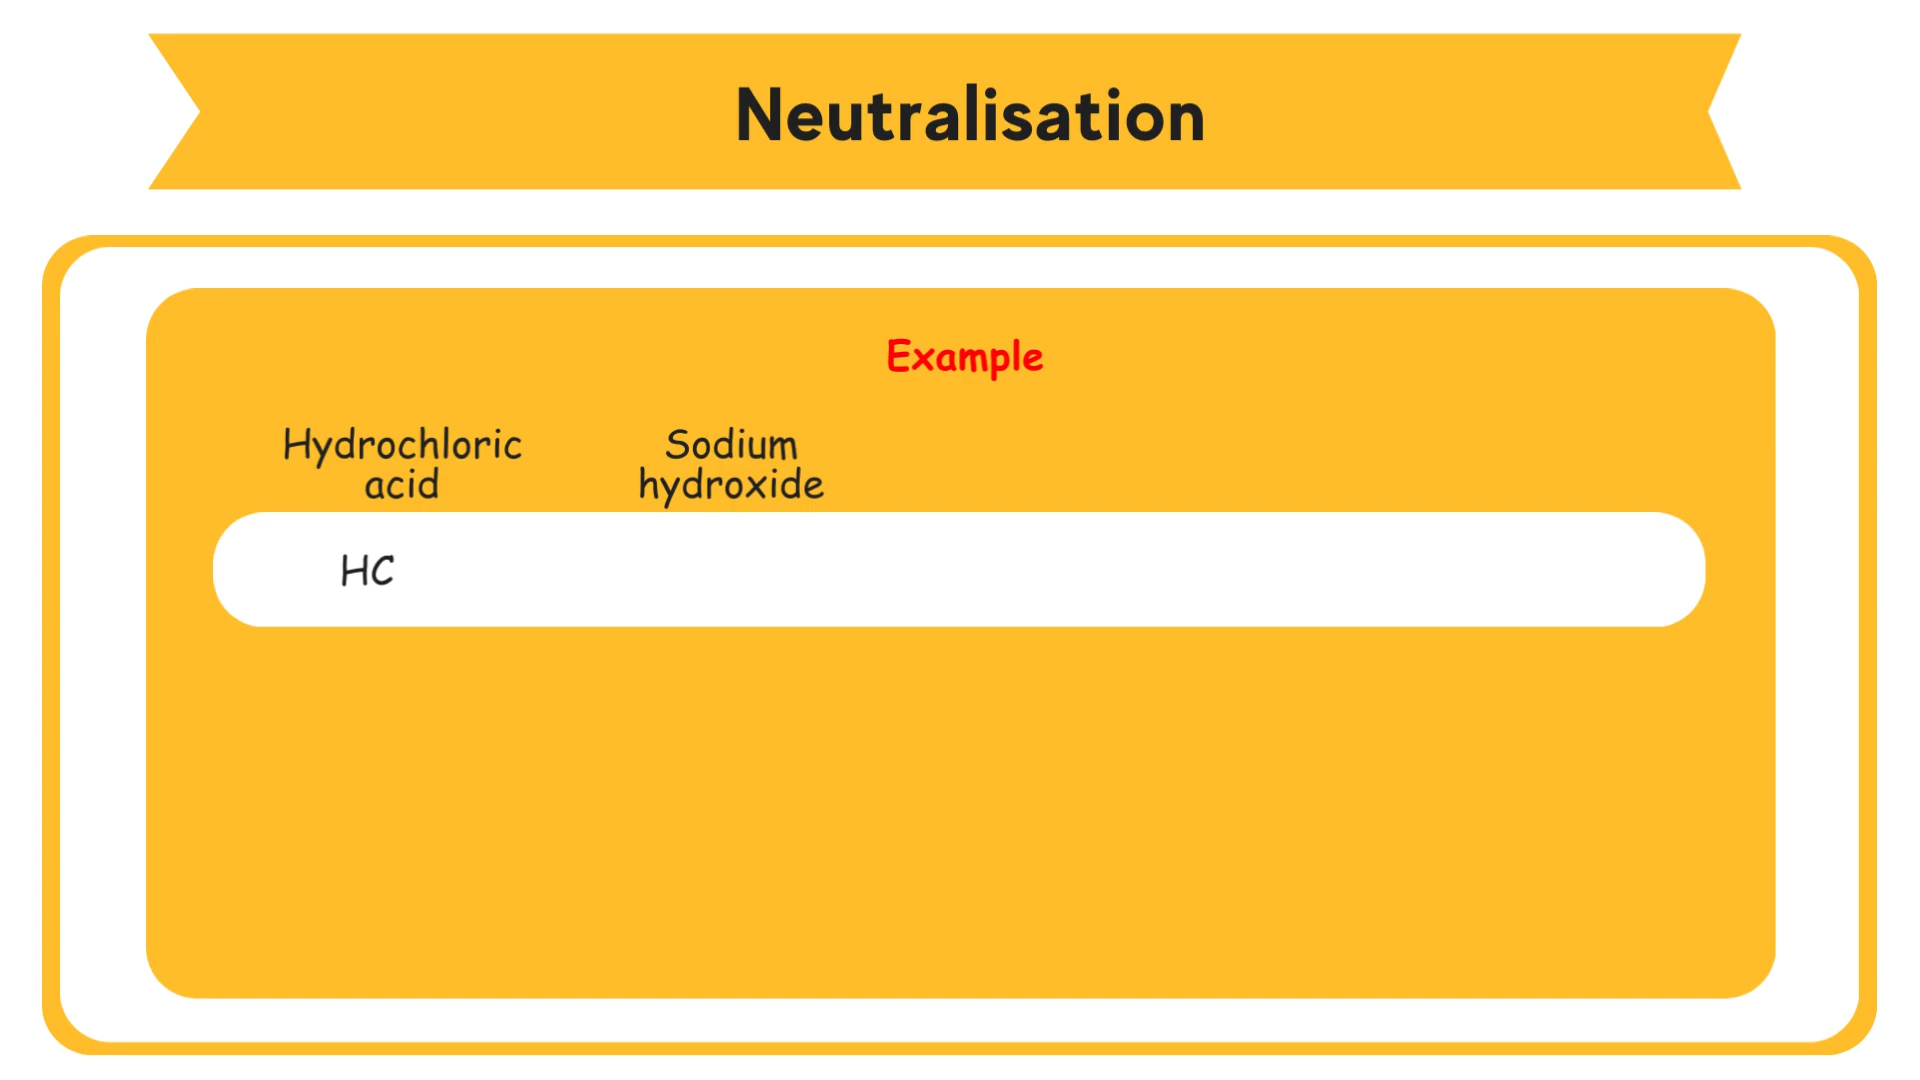 Neutralisation
Example
Hydrochloric
acid
Sodium
hydroxide
HC